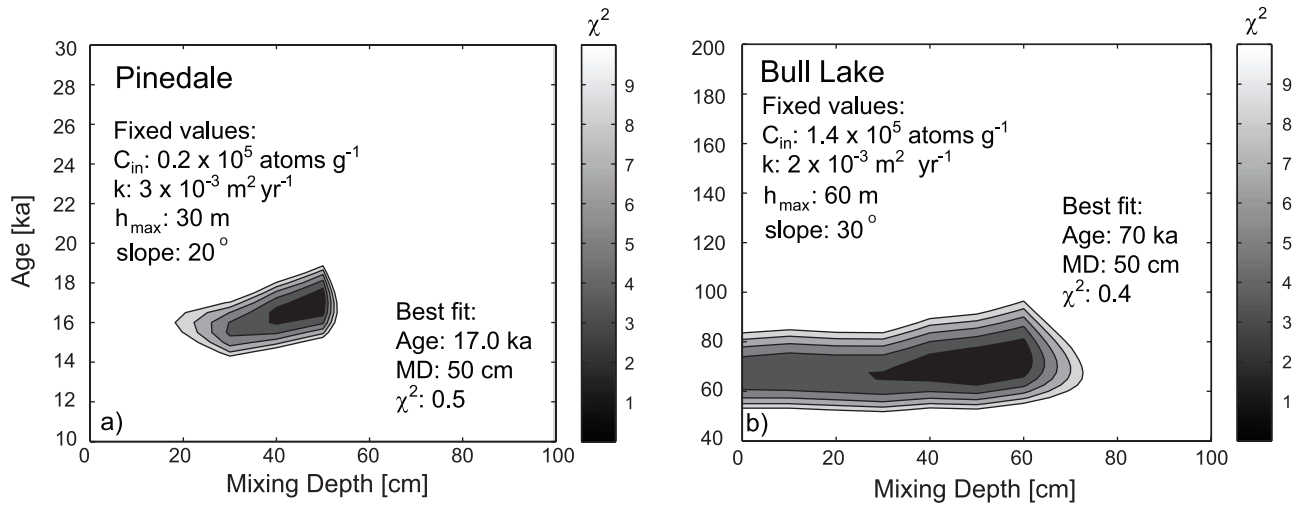 χ²
30
28
26
24
22
20
18
16
14
12
10
Age [ka]
Pinedale
Fixed values:
C_in: 0.2 x 10⁵ atoms g⁻¹
k: 3 x 10⁻³ m² yr⁻¹
h_max: 30 m
slope: 20 °
Best fit:
Age: 17.0 ka
MD: 50 cm
χ²: 0.5
a)
0 20 40 60 80 100
Mixing Depth [cm]
9
8
7
6
5
4
3
2
1
χ²
200
180
160
140
120
100
80
60
40
Bull Lake
Fixed values:
C_in: 1.4 x 10⁵ atoms g⁻¹
k: 2 x 10⁻³ m² yr⁻¹
h_max: 60 m
slope: 30 °
Best fit:
Age: 70 ka
MD: 50 cm
χ²: 0.4
b)
0 20 40 60 80 100
Mixing Depth [cm]
9
8
7
6
5
4
3
2
1